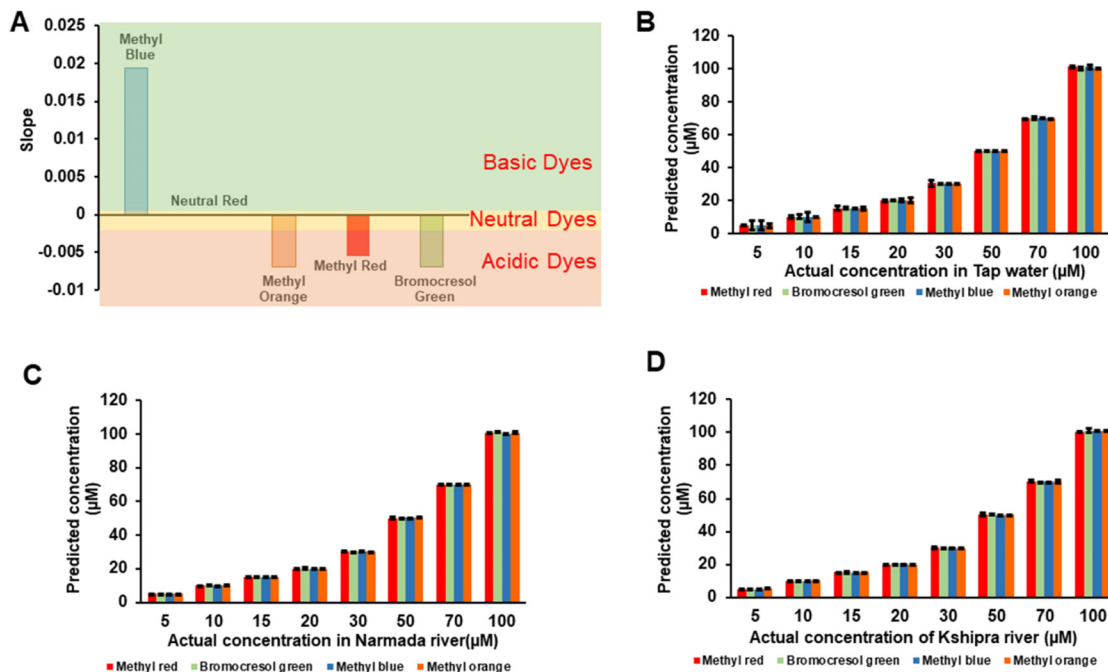 A
0.025
0.02
0.015
0.01
0.005
0
-0.005
-0.01
Slope
Methyl
Blue
Neutral Red
Methyl
Orange
Methyl Red
Bromocresol
Green
Basic Dyes
Neutral Dyes
Acidic Dyes
B
120
100
80
60
40
20
0
Predicted concentration
(µM)
5 10 15 20 30 50 70 100
Actual concentration in Tap water (µM)
Methyl red Bromocresol green Methyl blue Methyl orange
C
120
100
80
60
40
20
0
Predicted concentration
(µM)
5 10 15 20 30 50 70 100
Actual concentration in Narmada river(µM)
Methyl red Bromocresol green Methyl blue Methyl orange
D
120
100
80
60
40
20
0
Predicted concentration
(µM)
5 10 15 20 30 50 70 100
Actual concentration of Kshipra river (µM)
Methyl red Bromocresol green Methyl blue Methyl orange